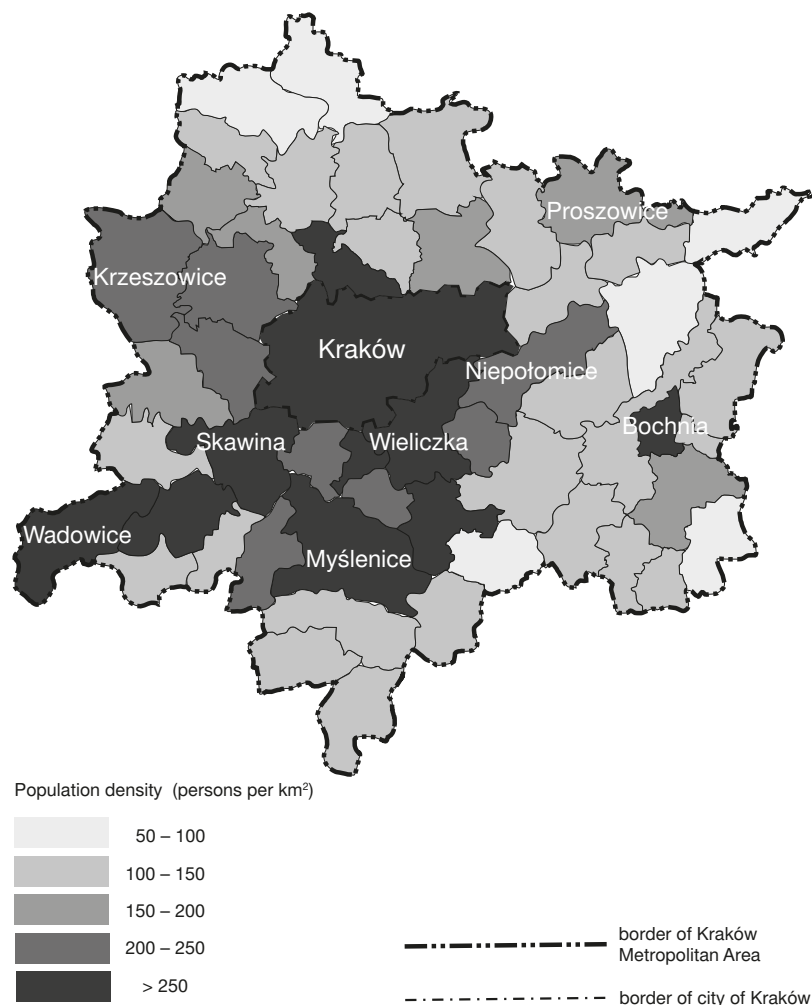 Proszowice
Krzeszowice
Kraków
Niepołomice
Skawina
Wieliczka
Bochnia
Wadowice
Myślenice
Population density (persons per km²)
50 – 100
100 – 150
150 – 200
200 – 250
> 250
border of Kraków
Metropolitan Area
border of city of Kraków